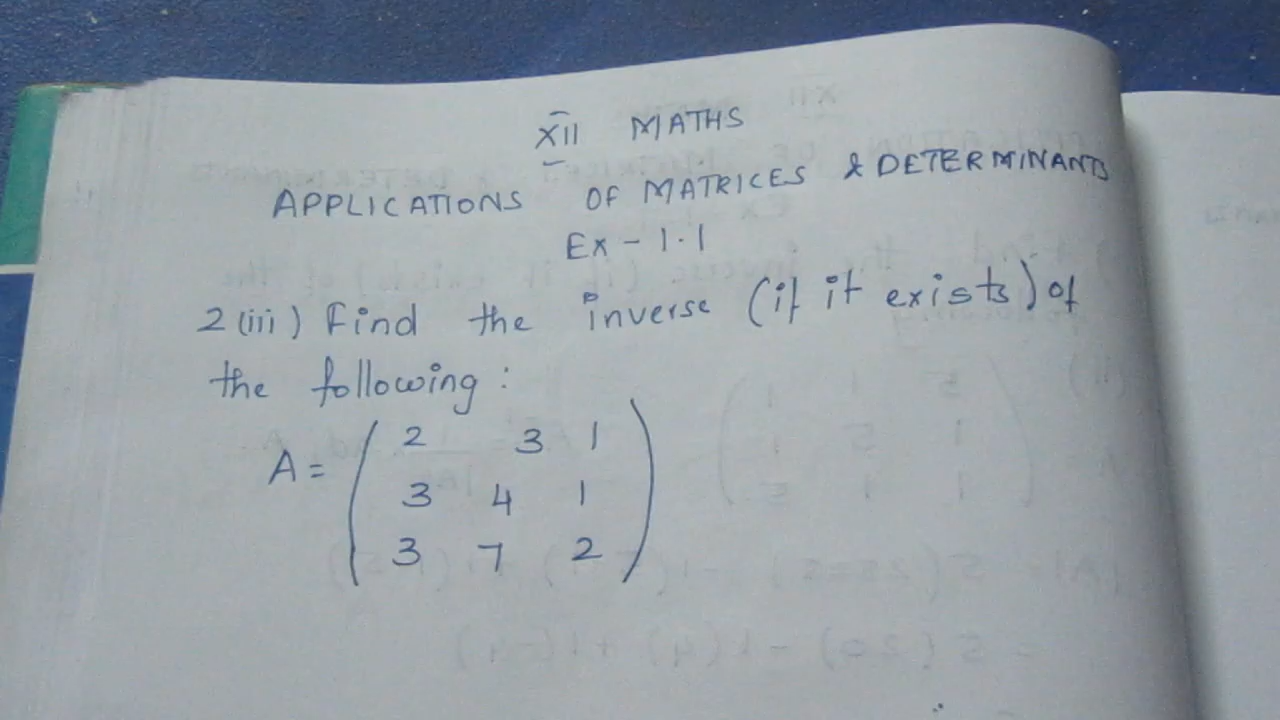 XII MATHS
APPLICATIONS OF MATRICES & DETERMINANTS
Ex - 1.1
2 (iii) Find the inverse (if it exists) of
the following :
A = ( 2 3 1
3 4 1
3 7 2 )